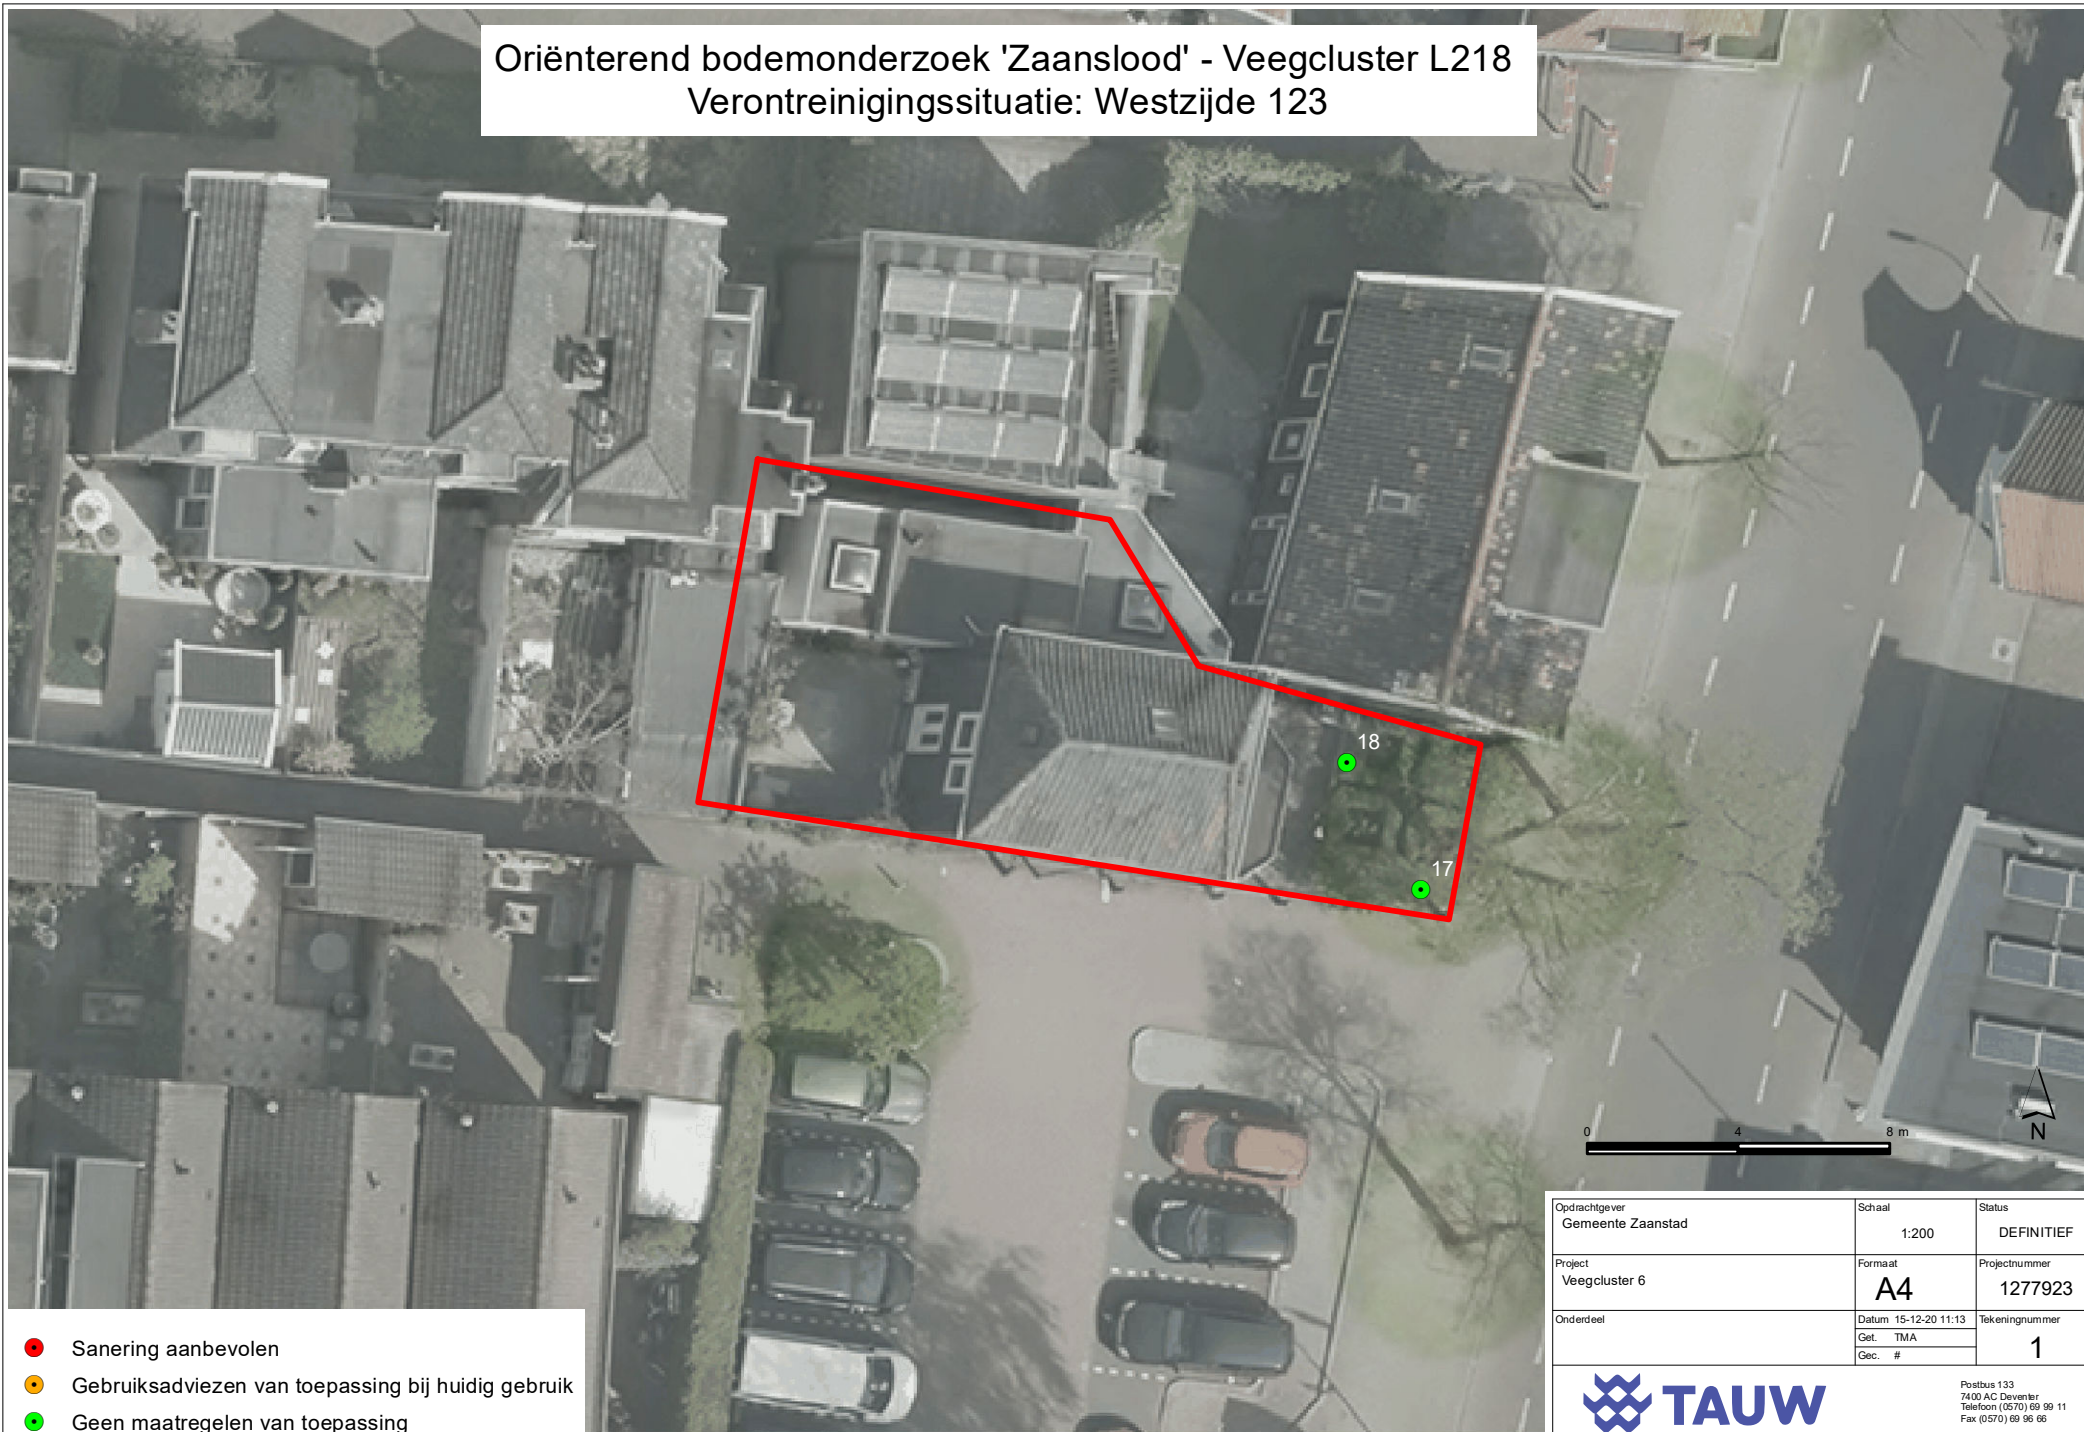 Oriënterend bodemonderzoek 'Zaanslood' - Veegcluster L218
Verontreinigingssituatie: Westzijde 123
18
17
0 4 8 m
N
Opdrachtgever
Gemeente Zaanstad
Schaal
1:200
Status
DEFINITIEF
Project
Veegcluster 6
Formaat
A4
Projectnummer
1277923
Onderdeel
Datum 15-12-20 11:13
Get. TMA
Gec. #
Tekeningnummer
1
TAUW
Postbus 133
7400 AC Deventer
Telefoon (0570) 69 99 11
Fax (0570) 69 96 66
Sanering aanbevolen
Gebruiksadviezen van toepassing bij huidig gebruik
Geen maatregelen van toepassing